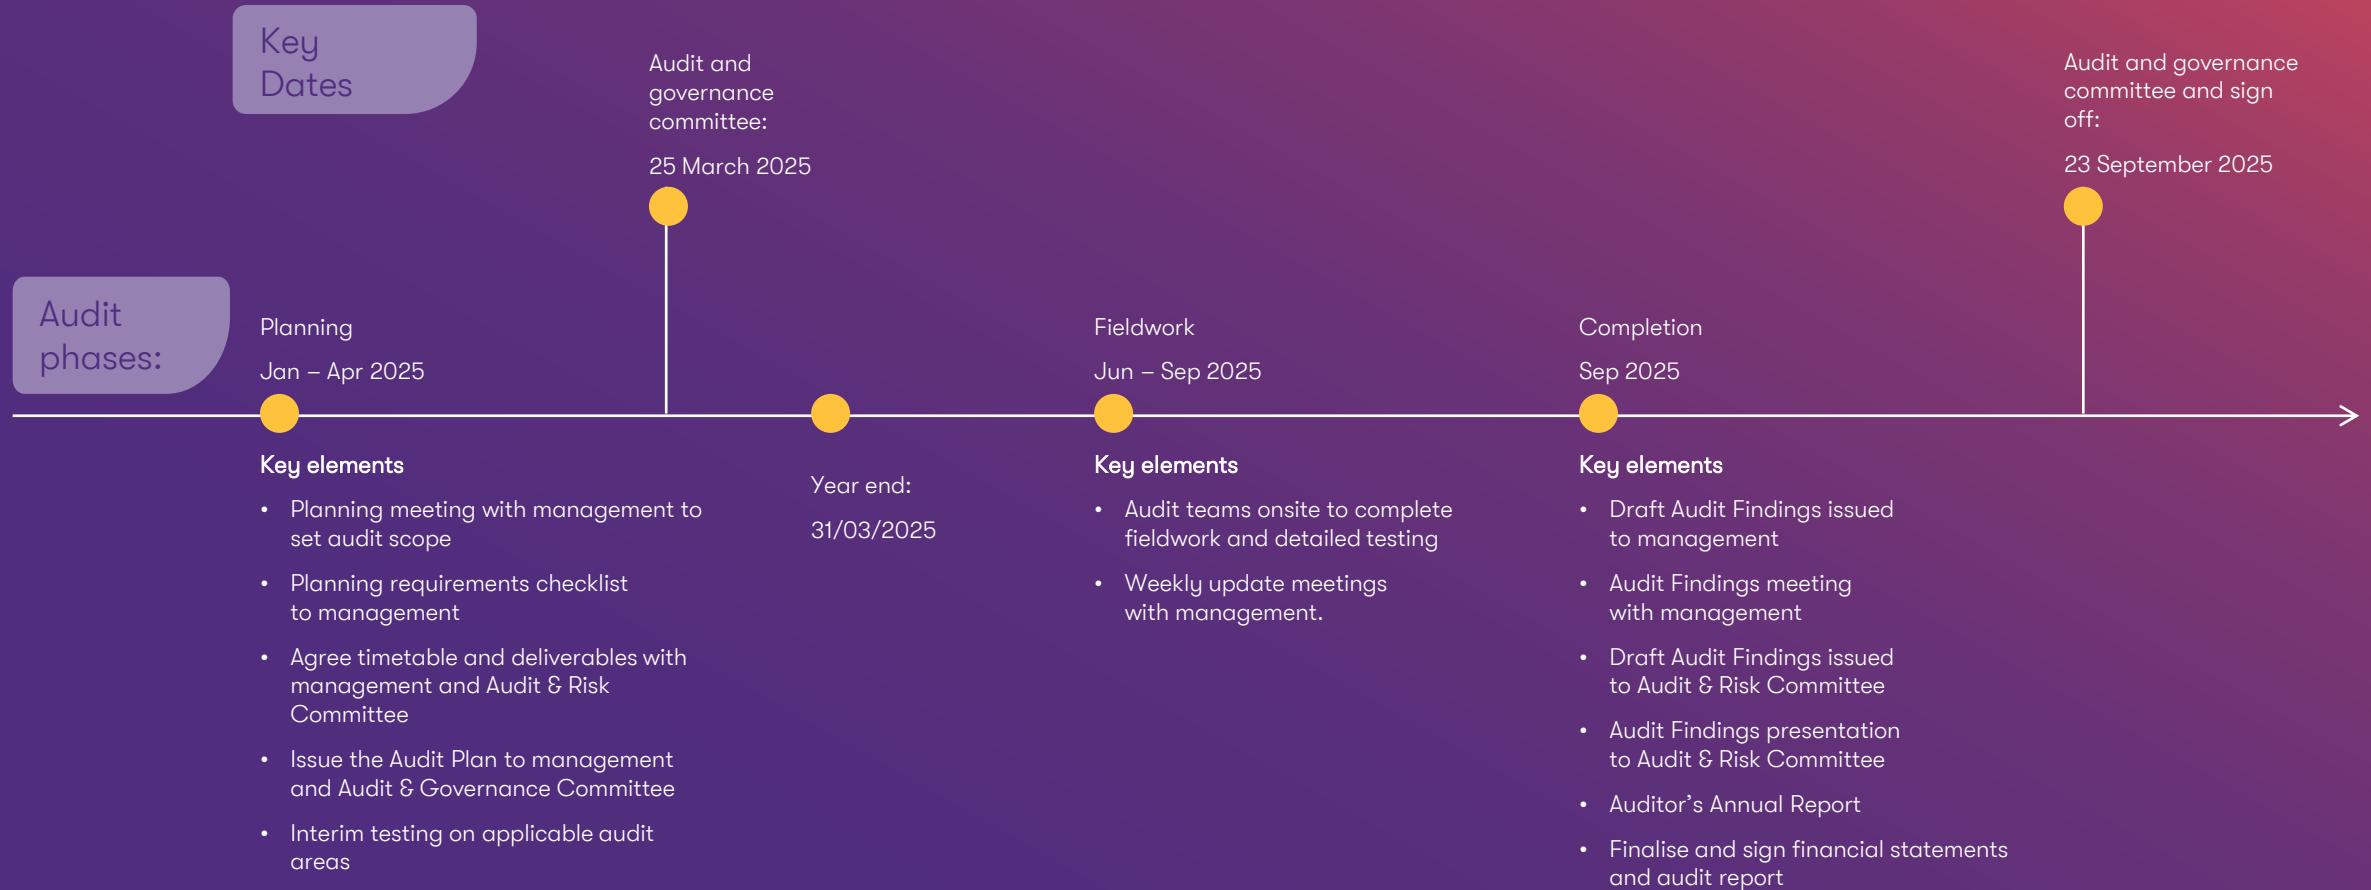 Key
Dates
Audit and
governance
committee:
25 March 2025
Audit and governance
committee and sign
off:
23 September 2025
Audit
phases:
Planning
Jan – Apr 2025
Fieldwork
Jun – Sep 2025
Completion
Sep 2025
Key elements
• Planning meeting with management to
set audit scope
• Planning requirements checklist
to management
• Agree timetable and deliverables with
management and Audit & Risk
Committee
• Issue the Audit Plan to management
and Audit & Governance Committee
• Interim testing on applicable audit
areas
Year end:
31/03/2025
Key elements
• Audit teams onsite to complete
fieldwork and detailed testing
• Weekly update meetings
with management.
Key elements
• Draft Audit Findings issued
to management
• Audit Findings meeting
with management
• Draft Audit Findings issued
to Audit & Risk Committee
• Audit Findings presentation
to Audit & Risk Committee
• Auditor’s Annual Report
• Finalise and sign financial statements
and audit report